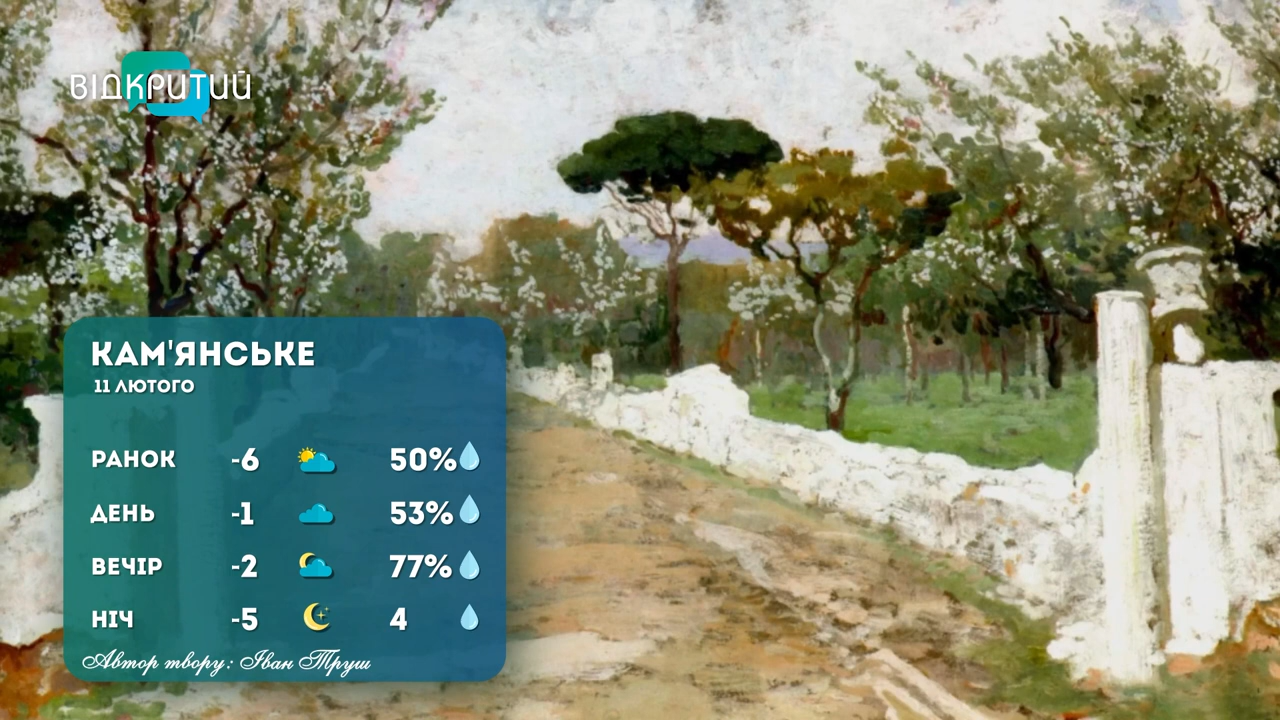 ВІДКРИТИЙ
КАМ'ЯНСЬКЕ
11 ЛЮТОГО
РАНОК -6 50%
ДЕНЬ -1 53%
ВЕЧІР -2 77%
НІЧ -5 4
Автор твору: Іван Труш